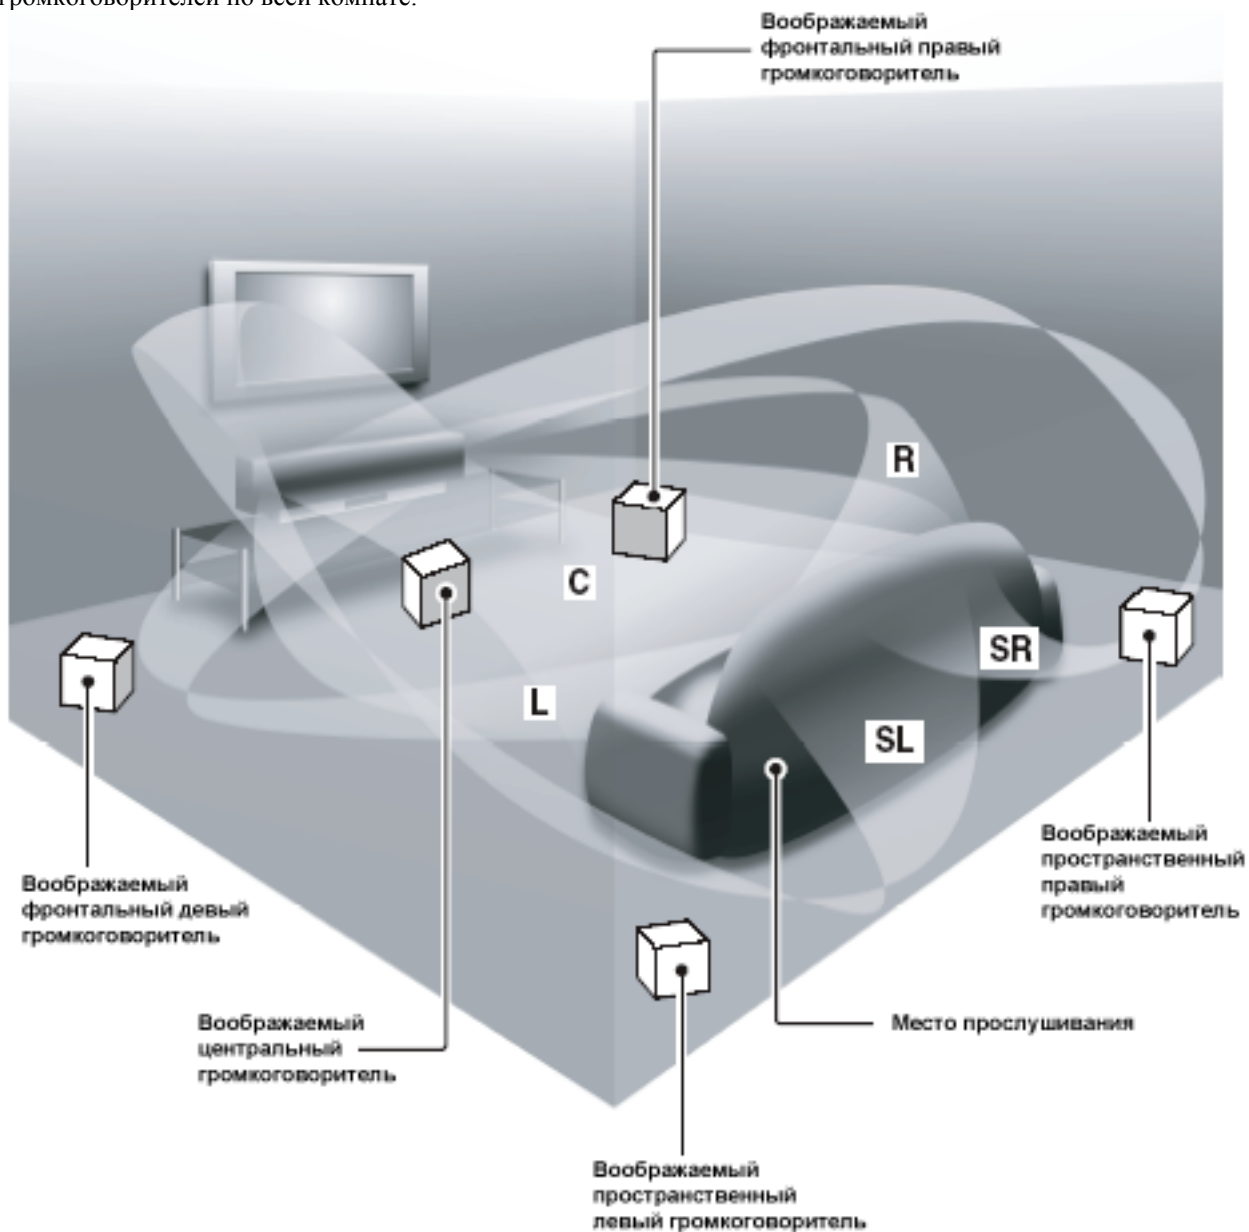 громкоговорителей по всей комнате.
Воображаемый
фронтальный правый
громкоговоритель
R
C
SR
L
SL
Воображаемый
пространственный
правый
громкоговоритель
Воображаемый
фронтальный девый
громкоговоритель
Воображаемый
центральный
громкоговоритель
Место прослушивания
Воображаемый
пространственный
левый громкоговоритель